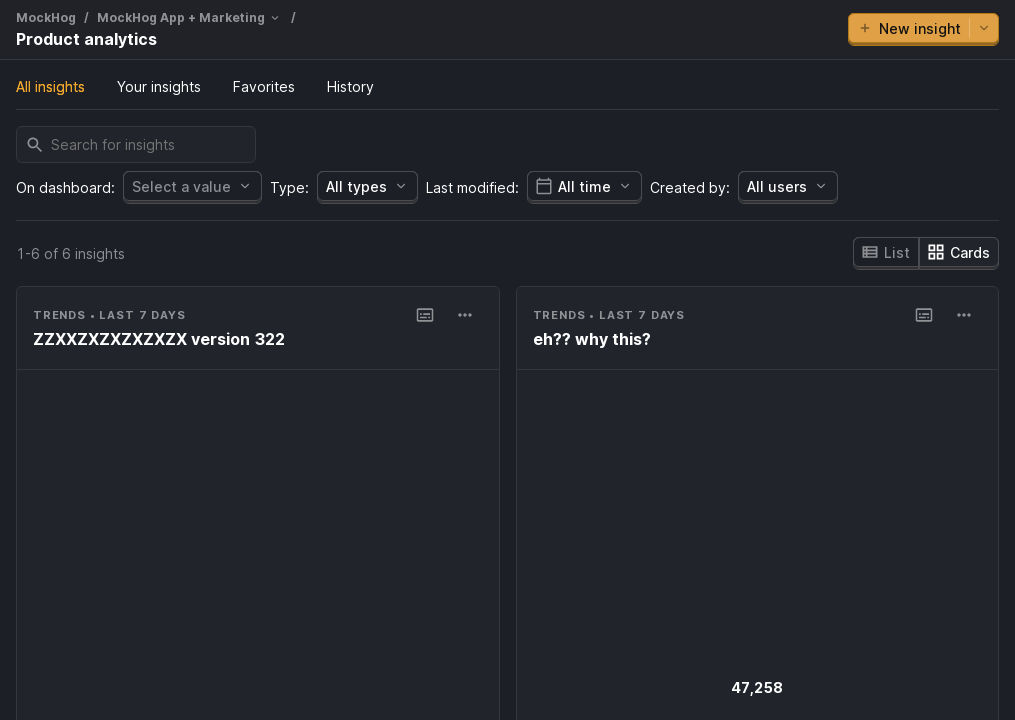 MockHog / MockHog App + Marketing /
Product analytics
New insight
All insights Your insights Favorites History
Search for insights
On dashboard: Select a value Type: All types Last modified: All time Created by: All users
1-6 of 6 insights
List Cards
TRENDS • LAST 7 DAYS
ZZXXZXZXZXZXZX version 322
TRENDS • LAST 7 DAYS
eh?? why this?
47,258